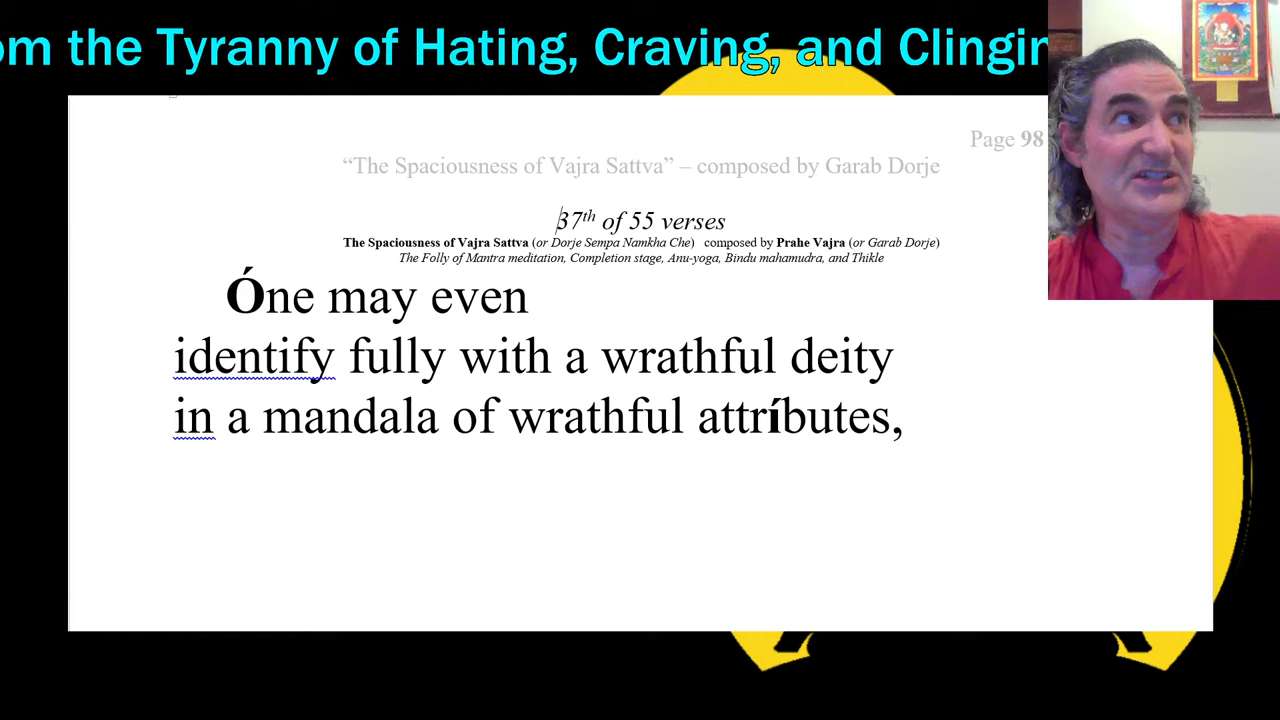 om the Tyranny of Hating, Craving, and Clingin
Page 98
“The Spaciousness of Vajra Sattva” – composed by Garab Dorje
37th of 55 verses
The Spaciousness of Vajra Sattva (or Dorje Sempa Namkha Che) composed by Prahe Vajra (or Garab Dorje)
The Folly of Mantra meditation, Completion stage, Anu-yoga, Bindu mahamudra, and Thikle
Óne may even
identify fully with a wrathful deity
in a mandala of wrathful attríbutes,